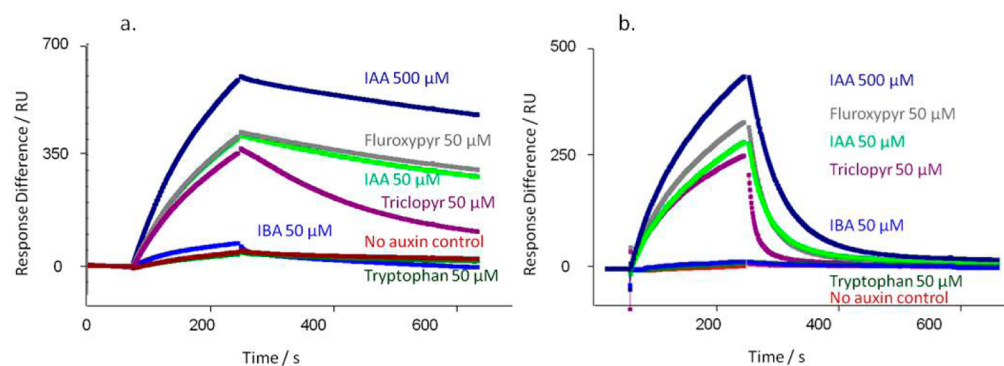 a.
700
350
0
Response Difference / RU
IAA 500 µM
Fluroxypyr 50 µM
IAA 50 µM
Triclopyr 50 µM
IBA 50 µM
No auxin control
Tryptophan 50 µM
0
200
400
600
Time / s
b.
500
250
0
Response Difference / RU
IAA 500 µM
Fluroxypyr 50 µM
IAA 50 µM
Triclopyr 50 µM
IBA 50 µM
Tryptophan 50 µM
No auxin control
200
400
600
Time / s